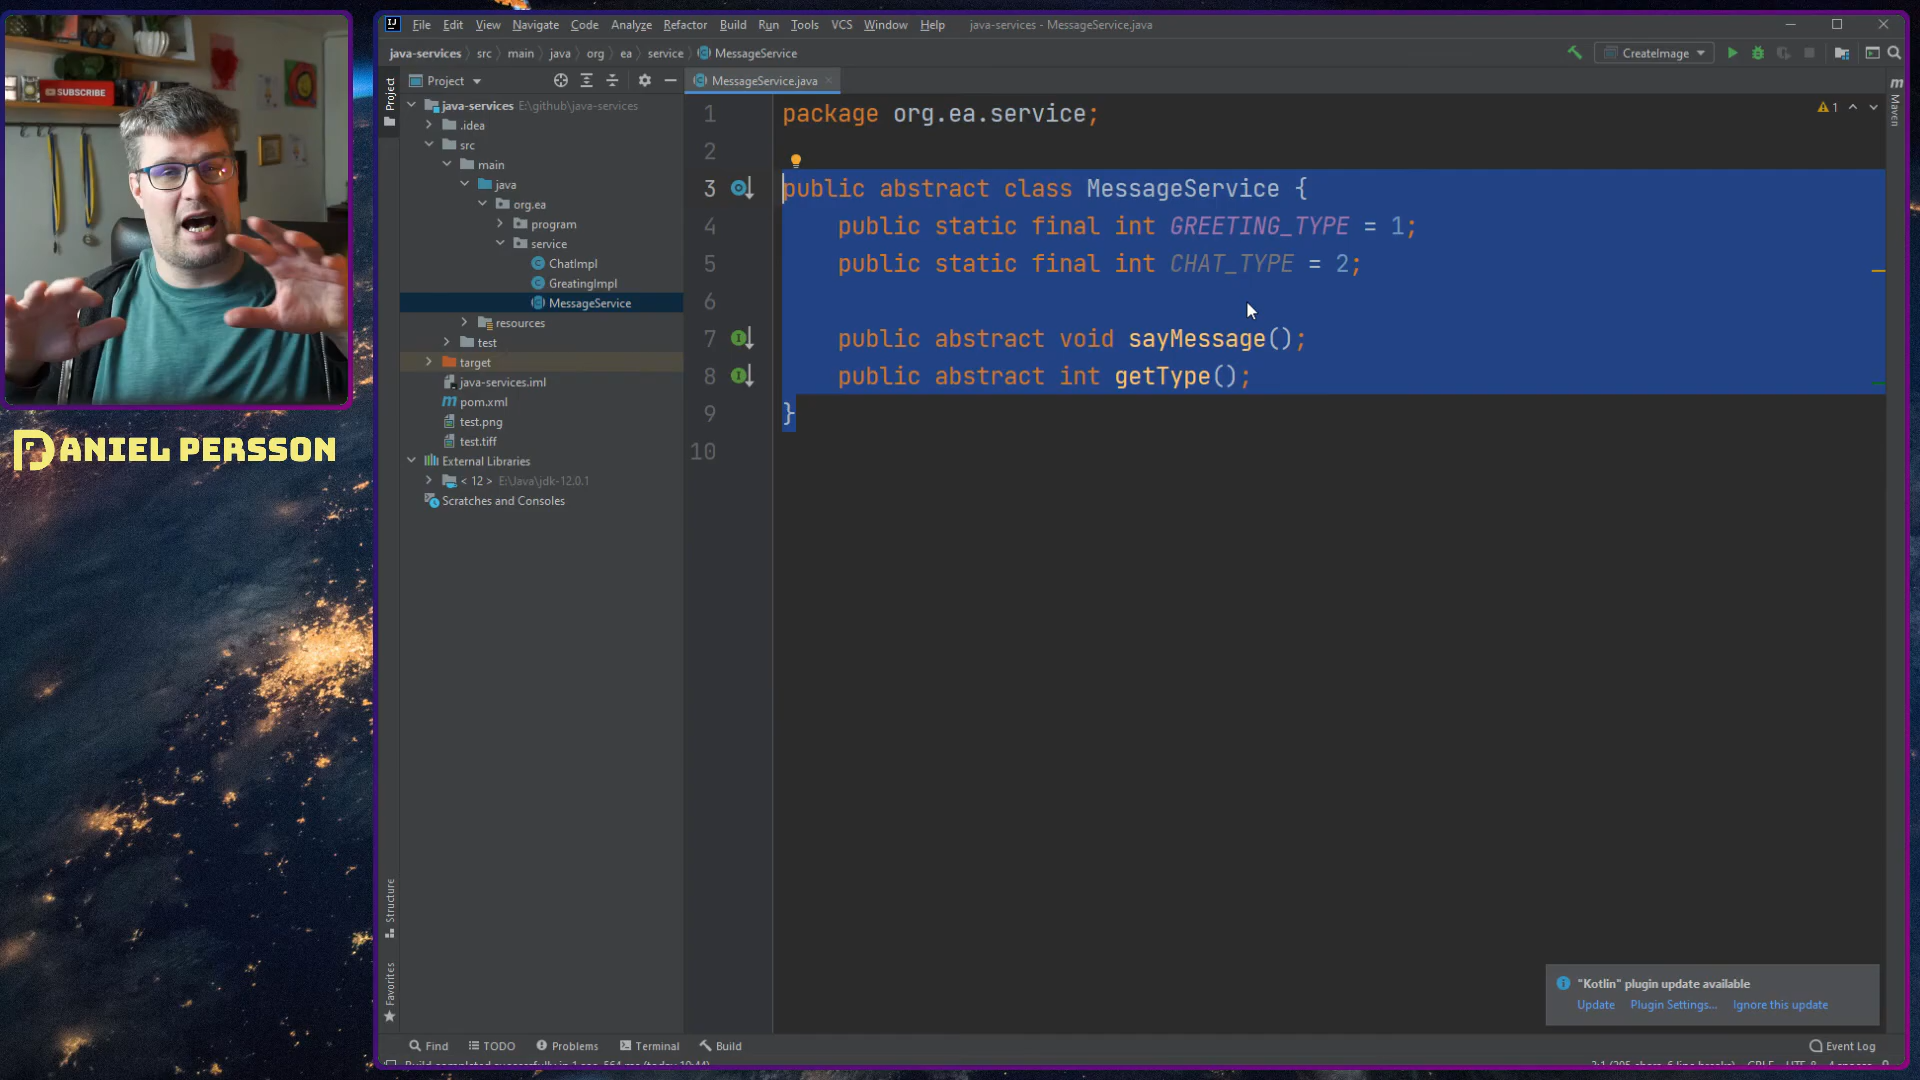 SUBSCRIBE
DANIEL PERSSON
IJ File Edit View Navigate Code Analyze Refactor Build Run Tools VCS Window Help java-services - MessageService.java
java-services src main java org ea service MessageService
CreateImage
Project
MessageService.java
Project
Maven
java-services E:\github\java-services
.idea
src
main
java
org.ea
program
service
ChatImpl
GreatingImpl
MessageService
resources
test
target
java-services.iml
pom.xml
test.png
test.tiff
External Libraries
< 12 > E:\Java\jdk-12.0.1
Scratches and Consoles
1 package org.ea.service;
2
3 public abstract class MessageService {
4 public static final int GREETING_TYPE = 1;
5 public static final int CHAT_TYPE = 2;
6
7 public abstract void sayMessage();
8 public abstract int getType();
9 }
10
1
Structure
Favorites
"Kotlin" plugin update available
Update Plugin Settings... Ignore this update
Find TODO Problems Terminal Build Event Log